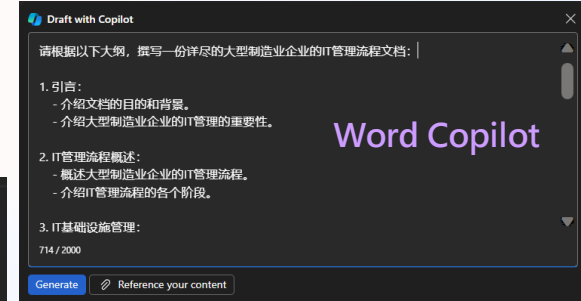 Draft with Copilot
请根据以下大纲，撰写一份详尽的大型制造业企业的IT管理流程文档：
1. 引言：
- 介绍文档的目的和背景。
- 介绍大型制造业企业的IT管理的重要性。
Word Copilot
2. IT管理流程概述：
- 概述大型制造业企业的IT管理流程。
- 介绍IT管理流程的各个阶段。
3. IT基础设施管理：
714 / 2000
Generate
Reference your content